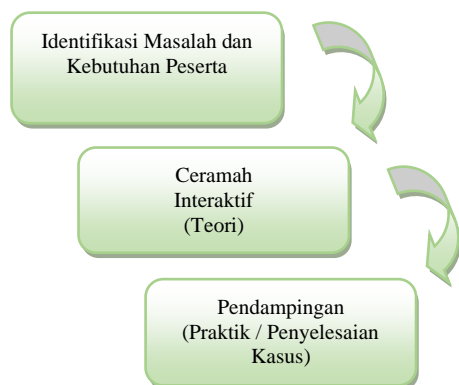 Identifikasi Masalah dan
Kebutuhan Peserta
Ceramah
Interaktif
(Teori)
Pendampingan
(Praktik / Penyelesaian
Kasus)